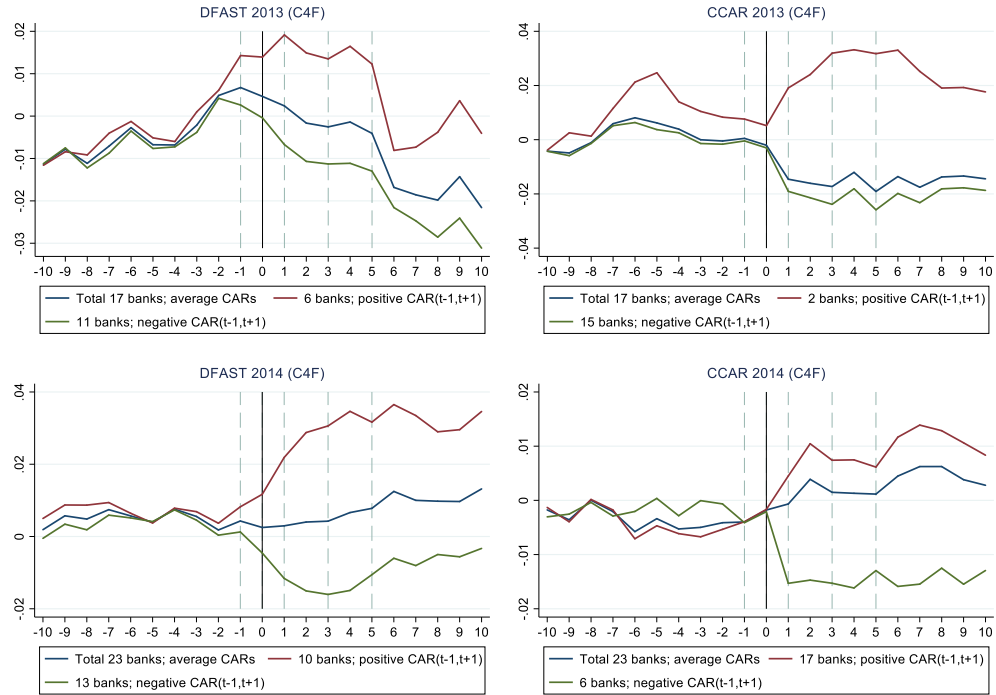 DFAST 2013 (C4F)
.02
.01
0
-.01
-.02
-.03
-10 -9 -8 -7 -6 -5 -4 -3 -2 -1 0 1 2 3 4 5 6 7 8 9 10
Total 17 banks; average CARs 6 banks; positive CAR(t-1,t+1)
11 banks; negative CAR(t-1,t+1)
CCAR 2013 (C4F)
.04
.02
0
-.02
-.04
-10 -9 -8 -7 -6 -5 -4 -3 -2 -1 0 1 2 3 4 5 6 7 8 9 10
Total 17 banks; average CARs 2 banks; positive CAR(t-1,t+1)
15 banks; negative CAR(t-1,t+1)
DFAST 2014 (C4F)
.04
.02
0
-.02
-10 -9 -8 -7 -6 -5 -4 -3 -2 -1 0 1 2 3 4 5 6 7 8 9 10
Total 23 banks; average CARs 10 banks; positive CAR(t-1,t+1)
13 banks; negative CAR(t-1,t+1)
CCAR 2014 (C4F)
.02
.01
0
-.01
-.02
-10 -9 -8 -7 -6 -5 -4 -3 -2 -1 0 1 2 3 4 5 6 7 8 9 10
Total 23 banks; average CARs 17 banks; positive CAR(t-1,t+1)
6 banks; negative CAR(t-1,t+1)